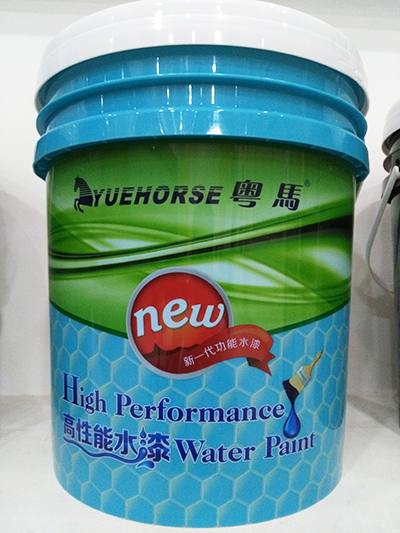 YUEHORSE 粤馬®
new
新一代功能水漆
High Performance
高性能水漆 Water Paint